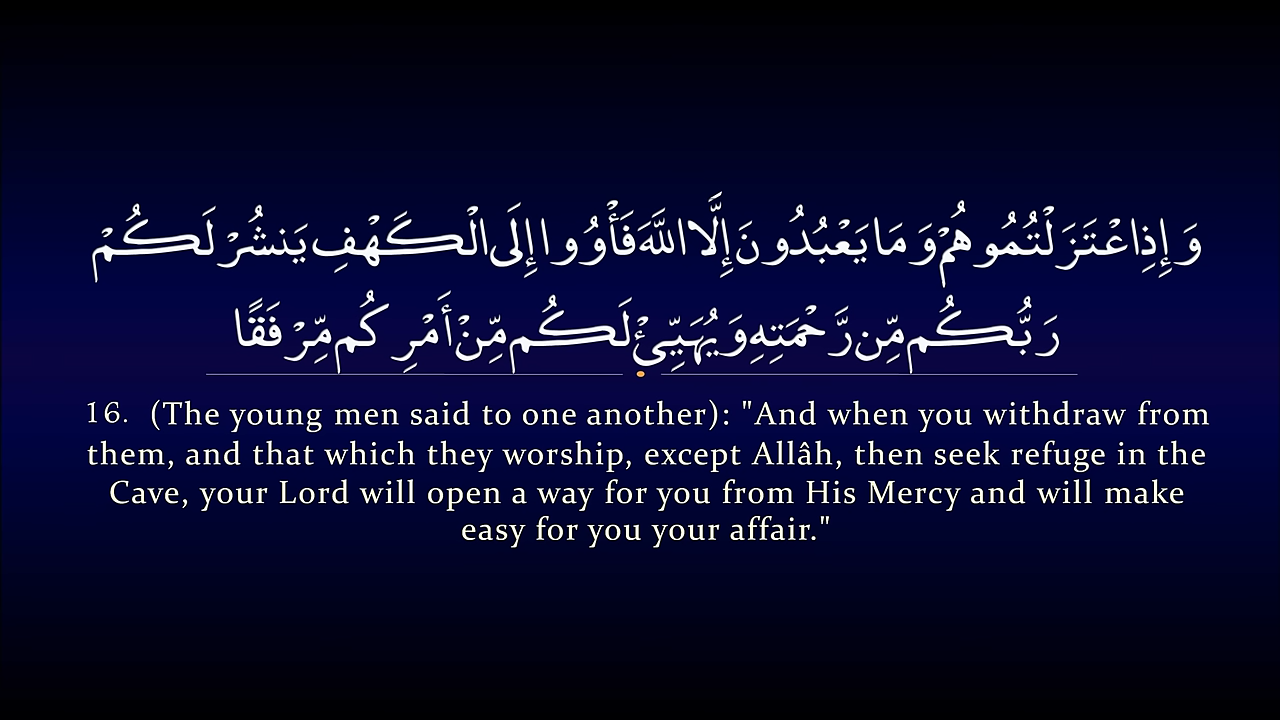 وَإِذِاعْتَزَلْتُمُوهُمْ وَمَا يَعْبُدُونَ إِلَّا اللَّهَ فَأْوُوا إِلَى الْكَهْفِ يَنشُرْ لَكُمْ
رَبُّكُم مِّن رَّحْمَتِهِ وَيُهَيِّئْ لَكُم مِّنْ أَمْرِكُم مِّرْفَقًا
16. (The young men said to one another): "And when you withdraw from
them, and that which they worship, except Allâh, then seek refuge in the
Cave, your Lord will open a way for you from His Mercy and will make
easy for you your affair."